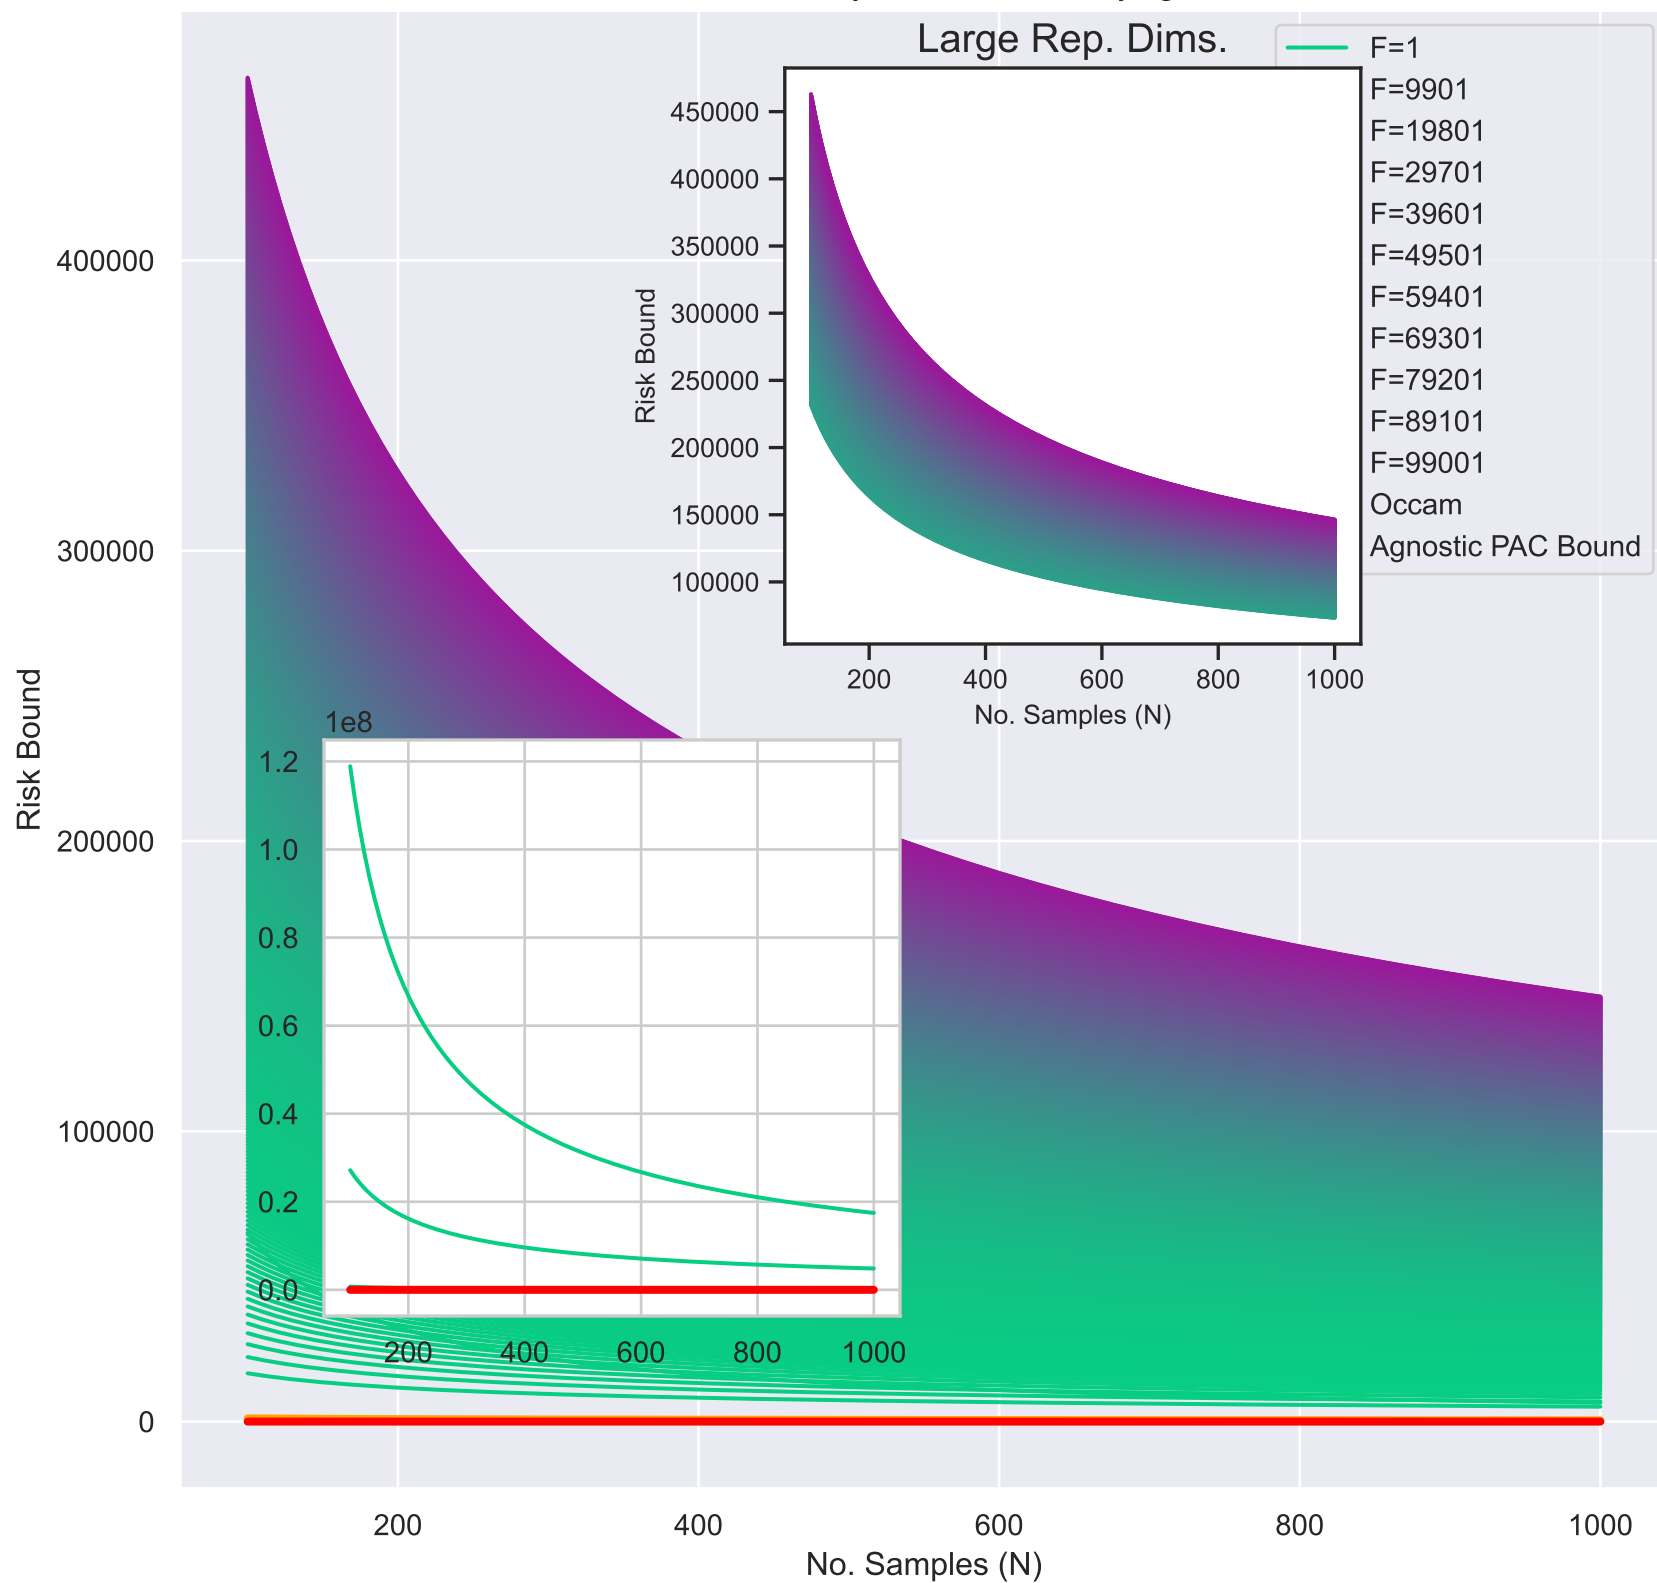 Large Rep. Dims.
F=1
F=9901
F=19801
F=29701
F=39601
F=49501
F=59401
F=69301
F=79201
F=89101
F=99001
Occam
Agnostic PAC Bound
450000
400000
350000
300000
250000
200000
150000
100000
Risk Bound
200
400
600
800
1000
No. Samples (N)
400000
300000
200000
100000
0
Risk Bound
1e8
1.2
1.0
0.8
0.6
0.4
0.2
0.0
200
400
600
800
1000
200
400
600
800
1000
No. Samples (N)